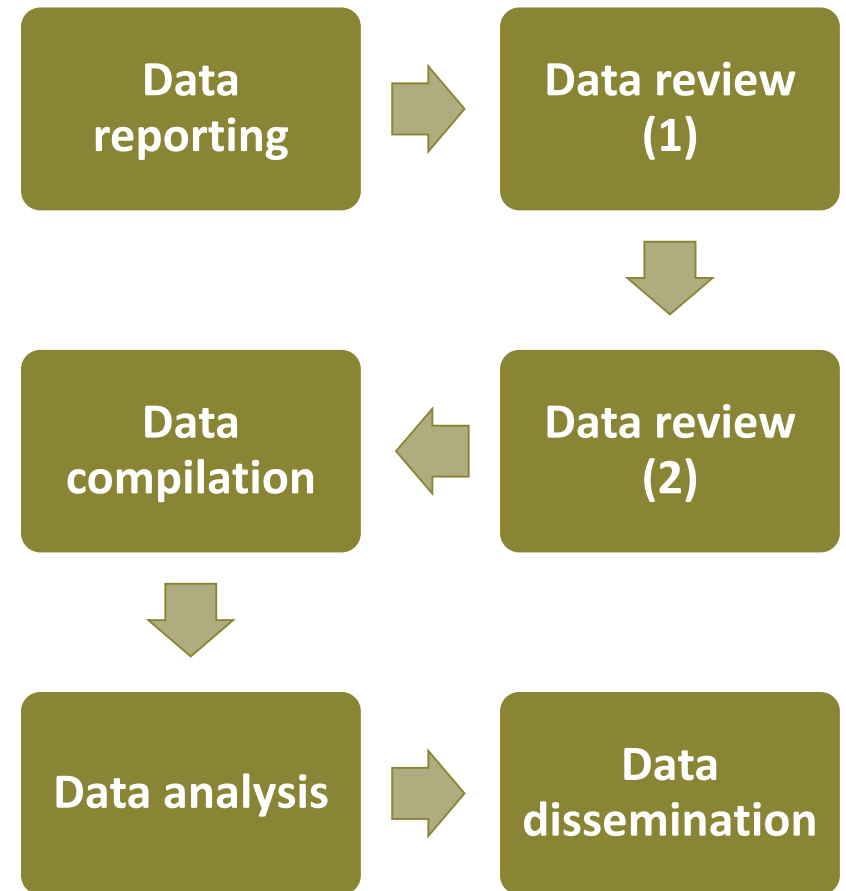 Data
reporting
Data review
(1)
Data review
(2)
Data
compilation
Data analysis
Data
dissemination